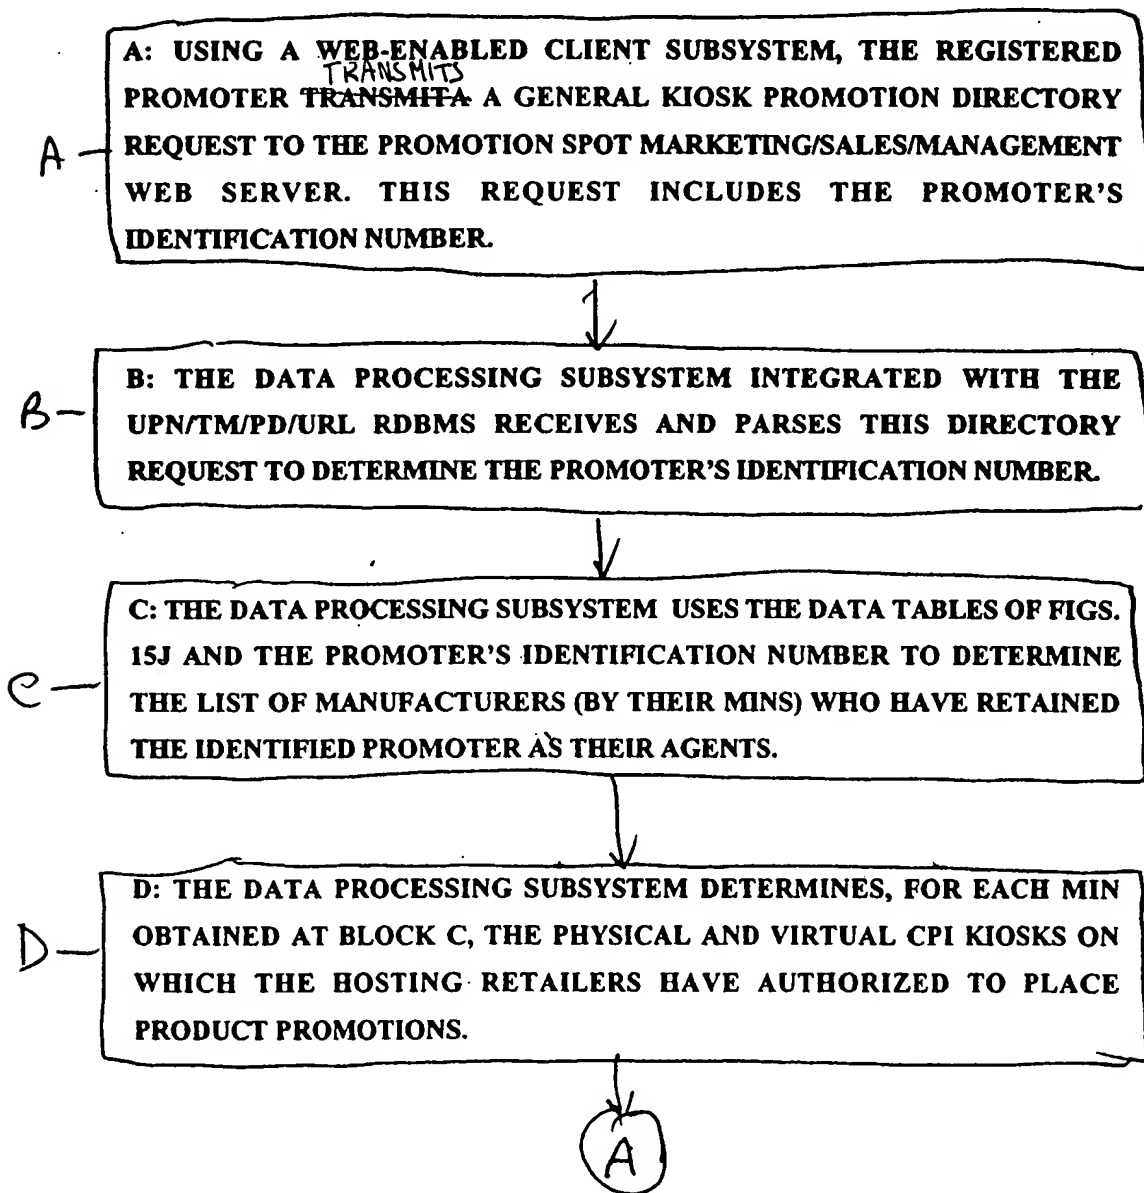 A: USING A WEB-ENABLED CLIENT SUBSYSTEM, THE REGISTERED
TRANSMITS
PROMOTER TRANSMITA A GENERAL KIOSK PROMOTION DIRECTORY
A
REQUEST TO THE PROMOTION SPOT MARKETING/SALES/MANAGEMENT
WEB SERVER. THIS REQUEST INCLUDES THE PROMOTER'S
IDENTIFICATION NUMBER.
B: THE DATA PROCESSING SUBSYSTEM INTEGRATED WITH THE
B
UPN/TM/PD/URL RDBMS RECEIVES AND PARSES THIS DIRECTORY
REQUEST TO DETERMINE THE PROMOTER'S IDENTIFICATION NUMBER.
C: THE DATA PROCESSING SUBSYSTEM USES THE DATA TABLES OF FIGS.
15J AND THE PROMOTER'S IDENTIFICATION NUMBER TO DETERMINE
C
THE LIST OF MANUFACTURERS (BY THEIR MINS) WHO HAVE RETAINED
THE IDENTIFIED PROMOTER AS THEIR AGENTS.
D: THE DATA PROCESSING SUBSYSTEM DETERMINES, FOR EACH MIN
D
OBTAINED AT BLOCK C, THE PHYSICAL AND VIRTUAL CPI KIOSKS ON
WHICH THE HOSTING RETAILERS HAVE AUTHORIZED TO PLACE
PRODUCT PROMOTIONS.
A